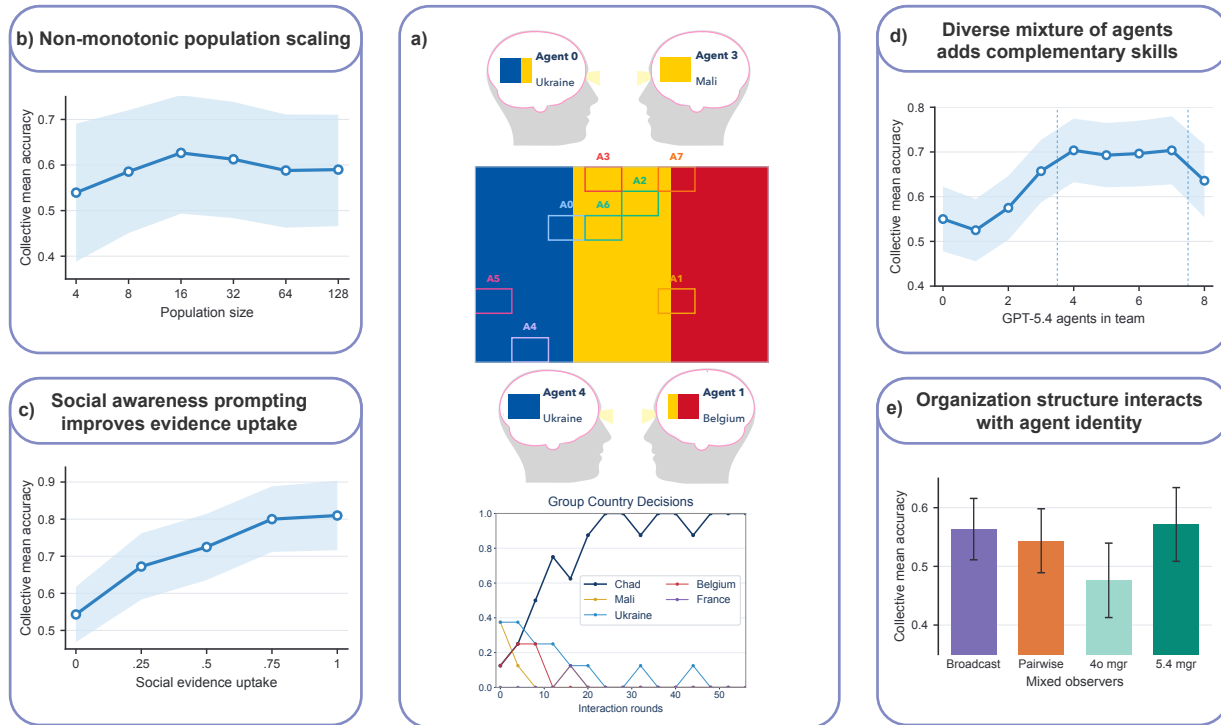 b) Non-monotonic population scaling
Collective mean accuracy
0.7
0.6
0.5
0.4
4
8
16
32
64
128
Population size
c) Social awareness prompting
improves evidence uptake
Collective mean accuracy
0.9
0.8
0.7
0.6
0.5
0
.25
.5
.75
1
Social evidence uptake
a)
Agent 0
Ukraine
Agent 3
Mali
A3
A7
A2
A0
A6
A5
A1
A4
Agent 4
Ukraine
Agent 1
Belgium
Group Country Decisions
1.0
0.8
0.6
0.4
0.2
0.0
Chad
Mali
Ukraine
Belgium
France
0
10
20
30
40
50
Interaction rounds
d) Diverse mixture of agents
adds complementary skills
Collective mean accuracy
0.8
0.7
0.6
0.5
0.4
0
2
4
6
8
GPT-5.4 agents in team
e) Organization structure interacts
with agent identity
Collective mean accuracy
0.6
0.5
0.4
Broadcast
Pairwise
4o mgr
5.4 mgr
Mixed observers